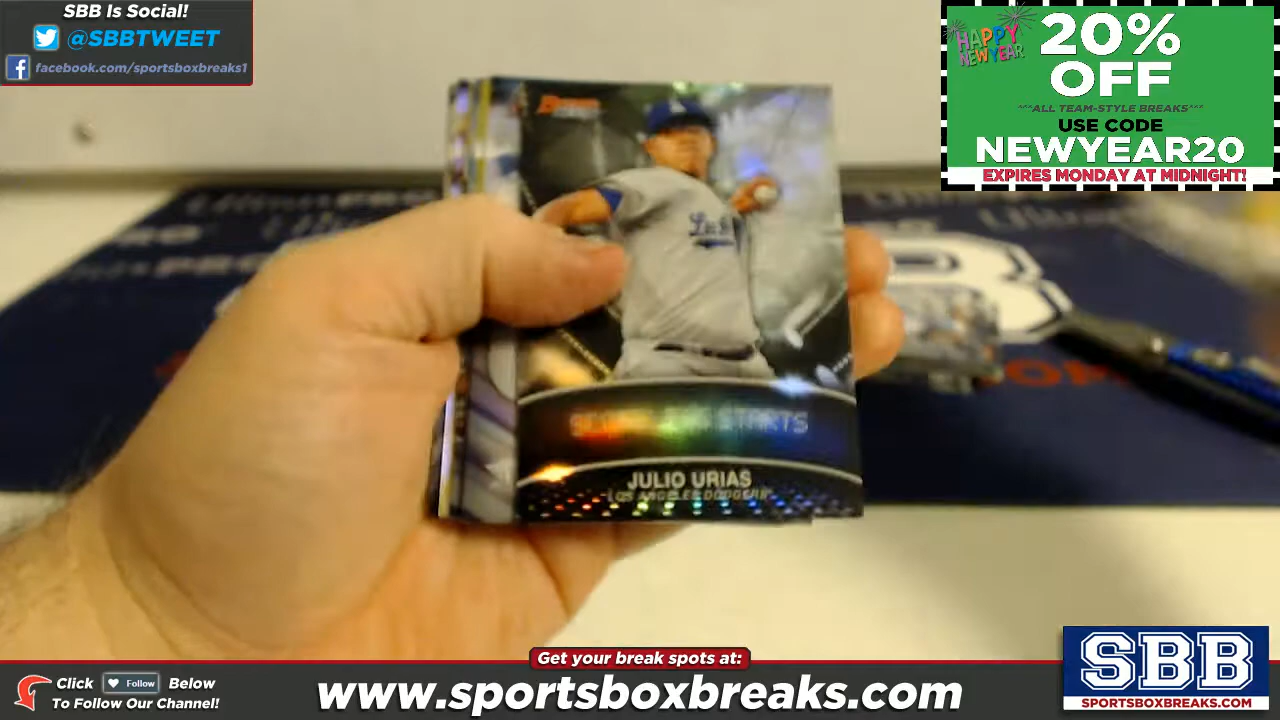 SBB Is Social!
@SBBTWEET
facebook.com/sportsboxbreaks1
HAPPY
NEW YEAR
20%
OFF
***ALL TEAM-STYLE BREAKS***
USE CODE
NEWYEAR20
EXPIRES MONDAY AT MIDNIGHT!
STARTS
JULIO URIAS
LOS ANGELES DODGERS
Get your break spots at:
Click Follow Below
To Follow Our Channel!
www.sportsboxbreaks.com
SBB
SPORTSBOXBREAKS.COM